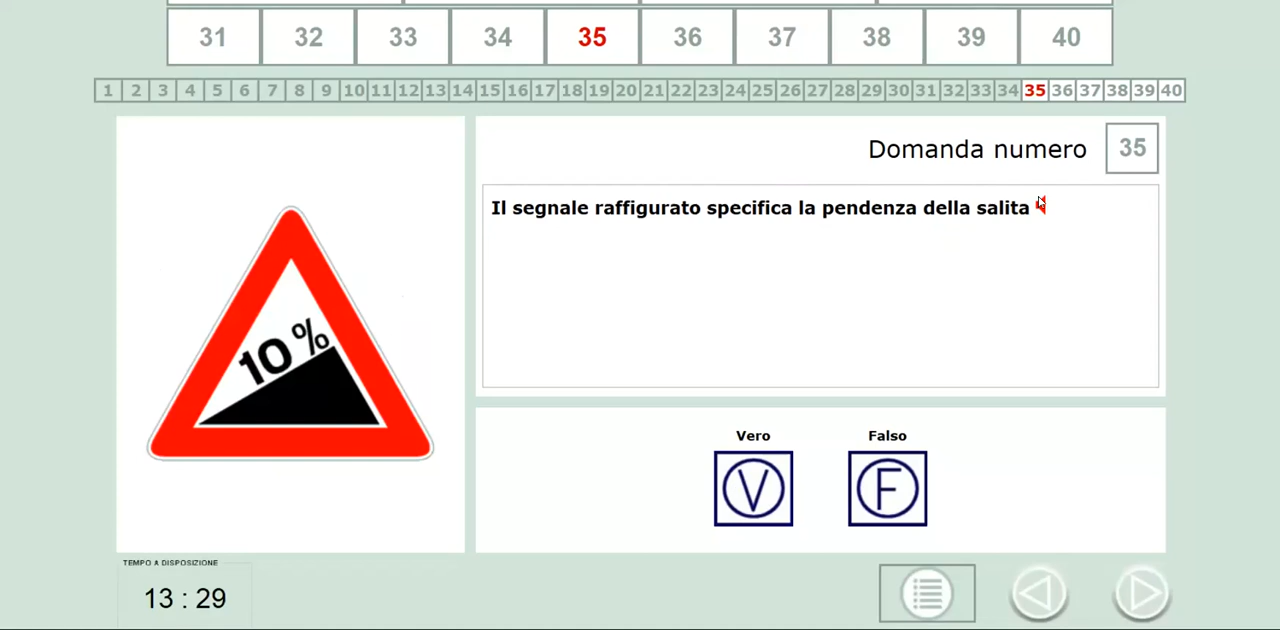 31 32 33 34 35 36 37 38 39 40
1 2 3 4 5 6 7 8 9 10 11 12 13 14 15 16 17 18 19 20 21 22 23 24 25 26 27 28 29 30 31 32 33 34 35 36 37 38 39 40
Domanda numero 35
Il segnale raffigurato specifica la pendenza della salita
10%
Vero Falso
V F
TEMPO A DISPOSIZIONE
13 : 29